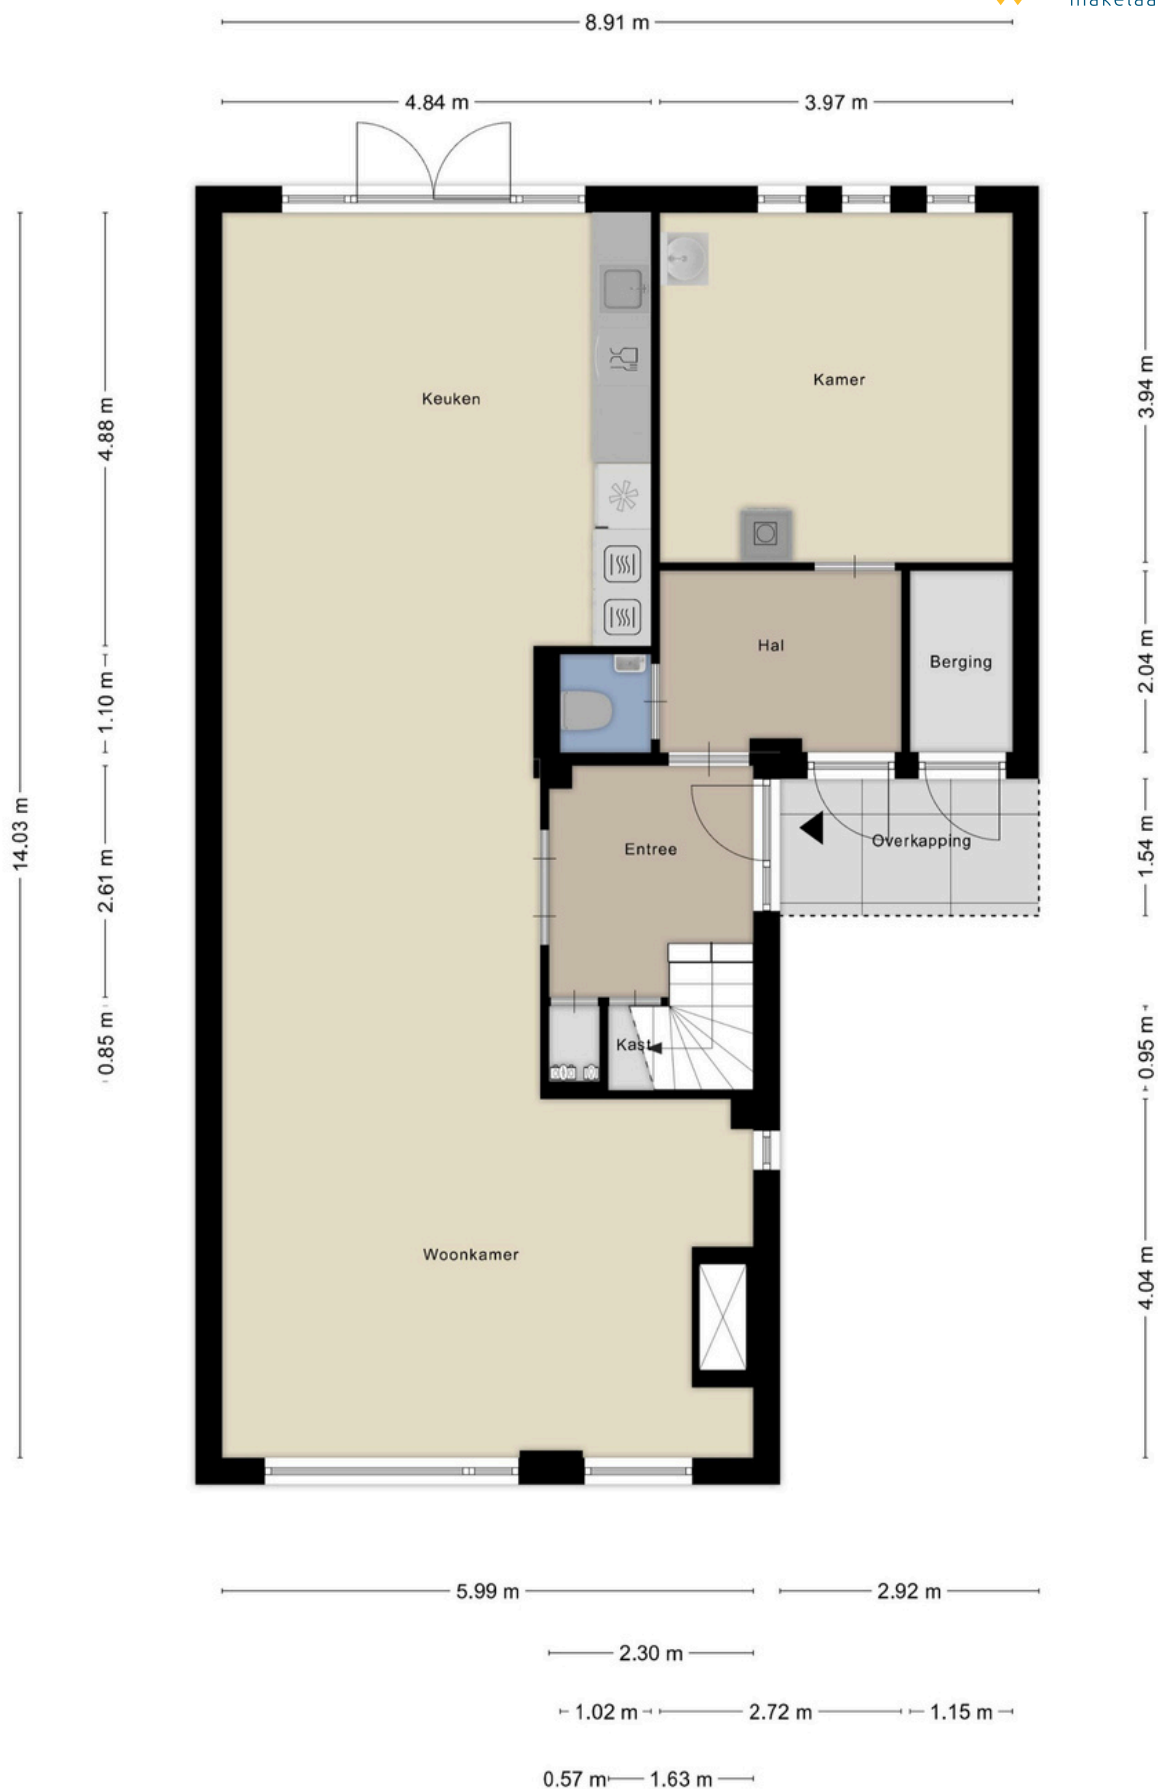 makelaa
8.91 m
4.84 m
3.97 m
Keuken
Kamer
4.88 m
3.94 m
Hal
Berging
2.04 m
1.10 m
14.03 m
Entree
Overkapping
1.54 m
2.61 m
Kast
0.85 m
0.95 m
Woonkamer
4.04 m
5.99 m
2.92 m
2.30 m
1.02 m
2.72 m
1.15 m
0.57 m
1.63 m